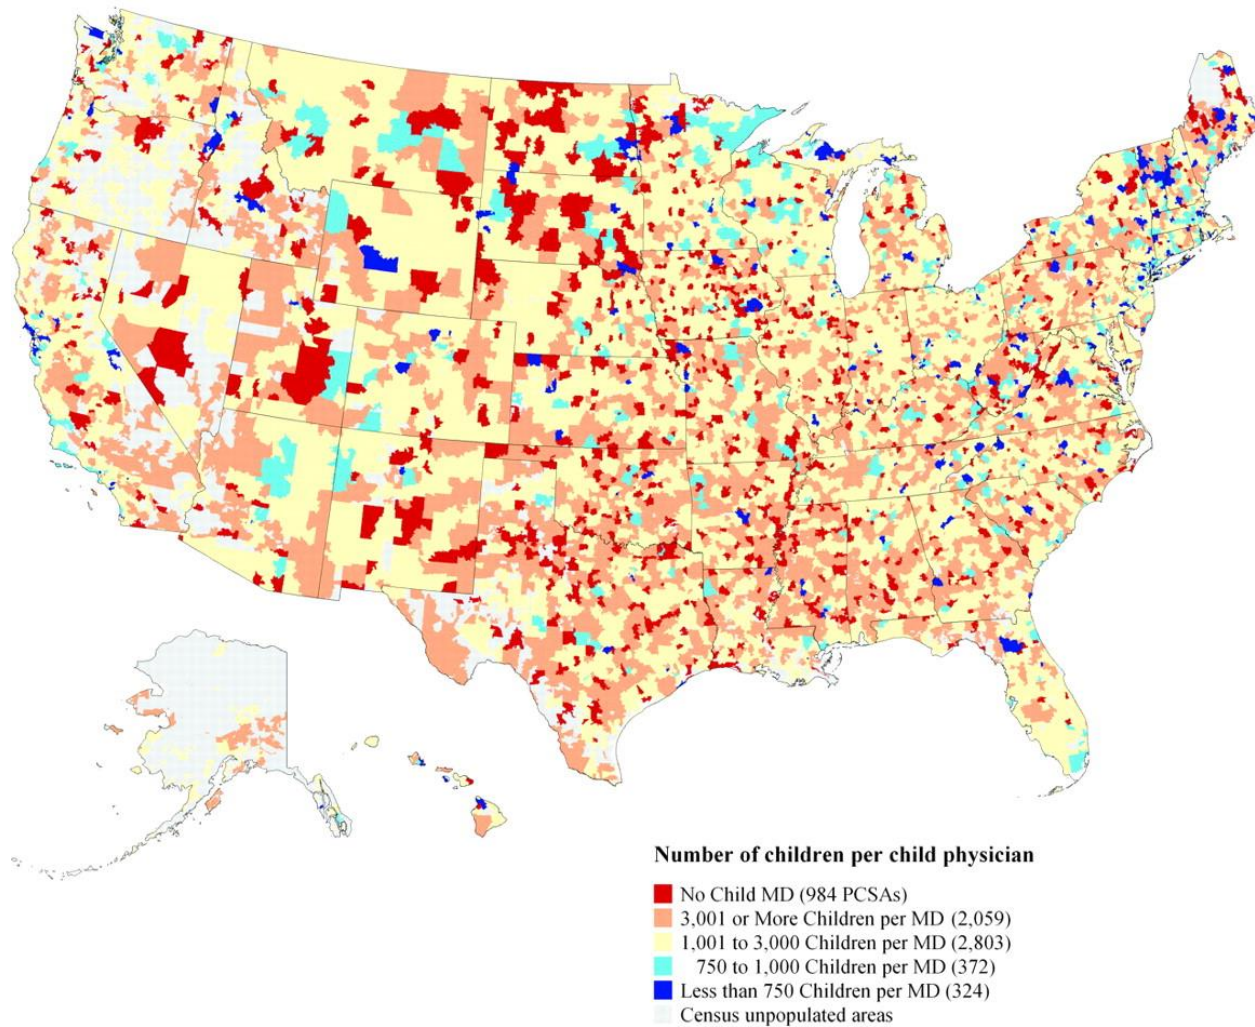 Number of children per child physician
No Child MD (984 PCSAs)
3,001 or More Children per MD (2,059)
1,001 to 3,000 Children per MD (2,803)
750 to 1,000 Children per MD (372)
Less than 750 Children per MD (324)
Census unpopulated areas